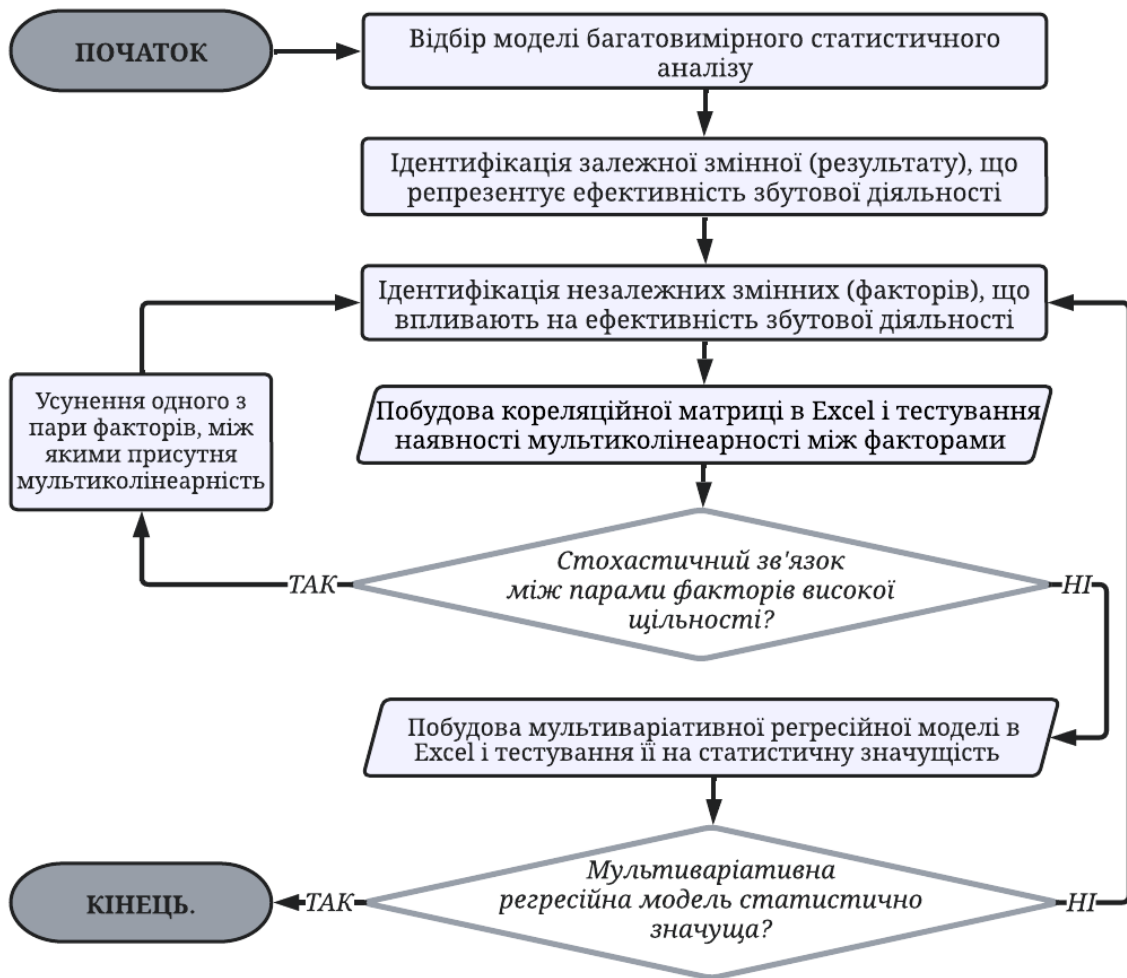 ПОЧАТОК
Відбір моделі багатовимірного статистичного
аналізу
Ідентифікація залежної змінної (результату), що
репрезентує ефективність збутової діяльності
Ідентифікація незалежних змінних (факторів), що
впливають на ефективність збутової діяльності
Усунення одного з
пари факторів, між
якими присутня
мультиколінеарність
Побудова кореляційної матриці в Excel і тестування
наявності мультиколінеарності між факторами
Стохастичний зв'язок
між парами факторів високої
щільності?
ТАК
НІ
Побудова мультиваріативної регресійної моделі в
Excel і тестування її на статистичну значущість
Мультиваріативна
регресійна модель статистично
значуща?
ТАК
НІ
КІНЕЦЬ.